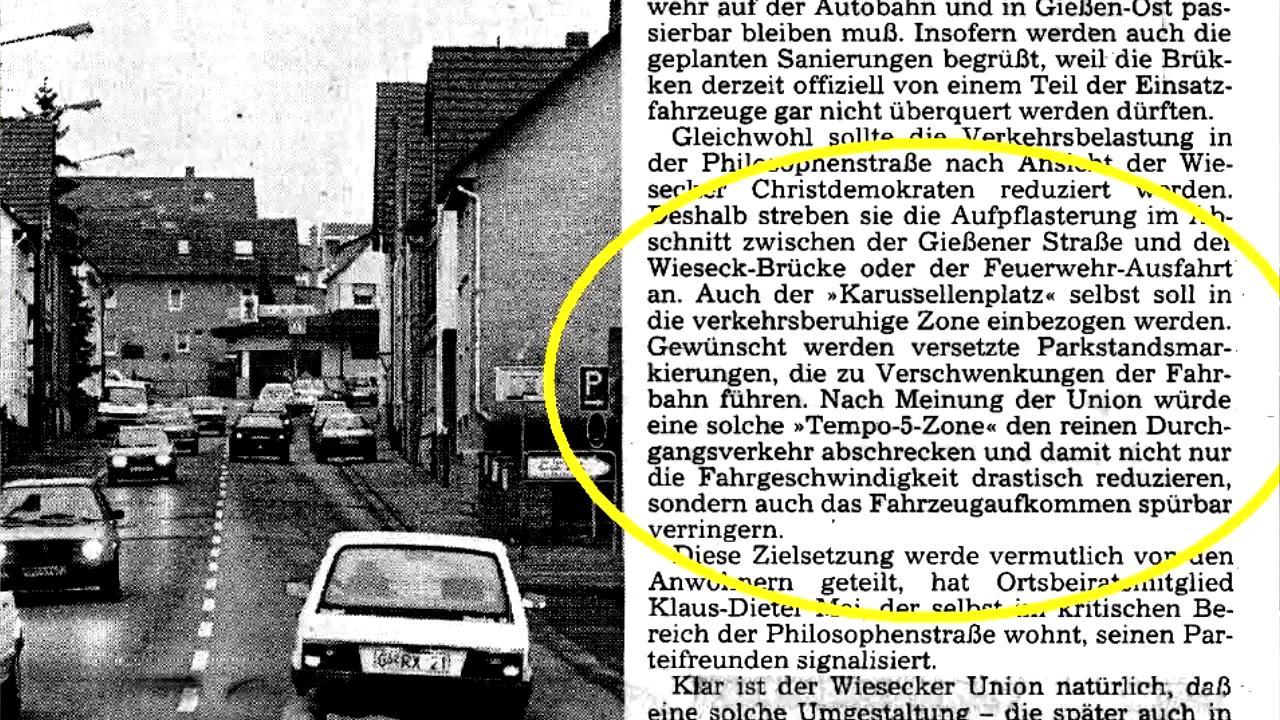 wehr auf der Autobahn und in Gießen-Ost pas-
sierbar bleiben muß. Insofern werden auch die
geplanten Sanierungen begrüßt, weil die Brük-
ken derzeit offiziell von einem Teil der Einsatz-
fahrzeuge gar nicht überquert werden dürften.
Gleichwohl sollte die Verkehrsbelastung in
der Philosophenstraße nach Ansicht der Wie-
secker Christdemokraten reduziert werden.
Deshalb streben sie die Aufpflasterung im Ab-
schnitt zwischen der Gießener Straße und der
Wieseck-Brücke oder der Feuerwehr-Ausfahrt
an. Auch der »Karussellenplatz« selbst soll in
die verkehrsberuhige Zone einbezogen werden.
Gewünscht werden versetzte Parkstandsmar-
kierungen, die zu Verschwenkungen der Fahr-
bahn führen. Nach Meinung der Union würde
eine solche »Tempo-5-Zone« den reinen Durch-
gangsverkehr abschrecken und damit nicht nur
die Fahrgeschwindigkeit drastisch reduzieren,
sondern auch das Fahrzeugaufkommen spürbar
verringern.
Diese Zielsetzung werde vermutlich von den
Anwohnern geteilt, hat Ortsbeiratsmitglied
Klaus-Dieter Mai, der selbst im kritischen Be-
reich der Philosophenstraße wohnt, seinen Par-
teifreunden signalisiert.
Klar ist der Wiesecker Union natürlich, daß
eine solche Umgestaltung – die später auch in
P